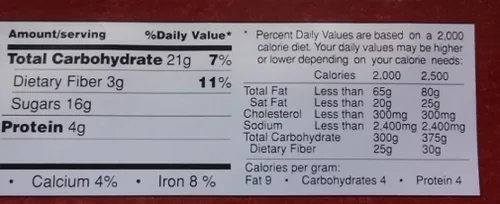 Amount/serving %Daily Value*
Total Carbohydrate 21g 7%
Dietary Fiber 3g 11%
Sugars 16g
Protein 4g
• Calcium 4% • Iron 8 %
* Percent Daily Values are based on a 2,000
calorie diet. Your daily values may be higher
or lower depending on your calorie needs:
Calories 2,000 2,500
Total Fat Less than 65g 80g
Sat Fat Less than 20g 25g
Cholesterol Less than 300mg 300mg
Sodium Less than 2,400mg 2,400mg
Total Carbohydrate 300g 375g
Dietary Fiber 25g 30g
Calories per gram:
Fat 9 • Carbohydrates 4 • Protein 4